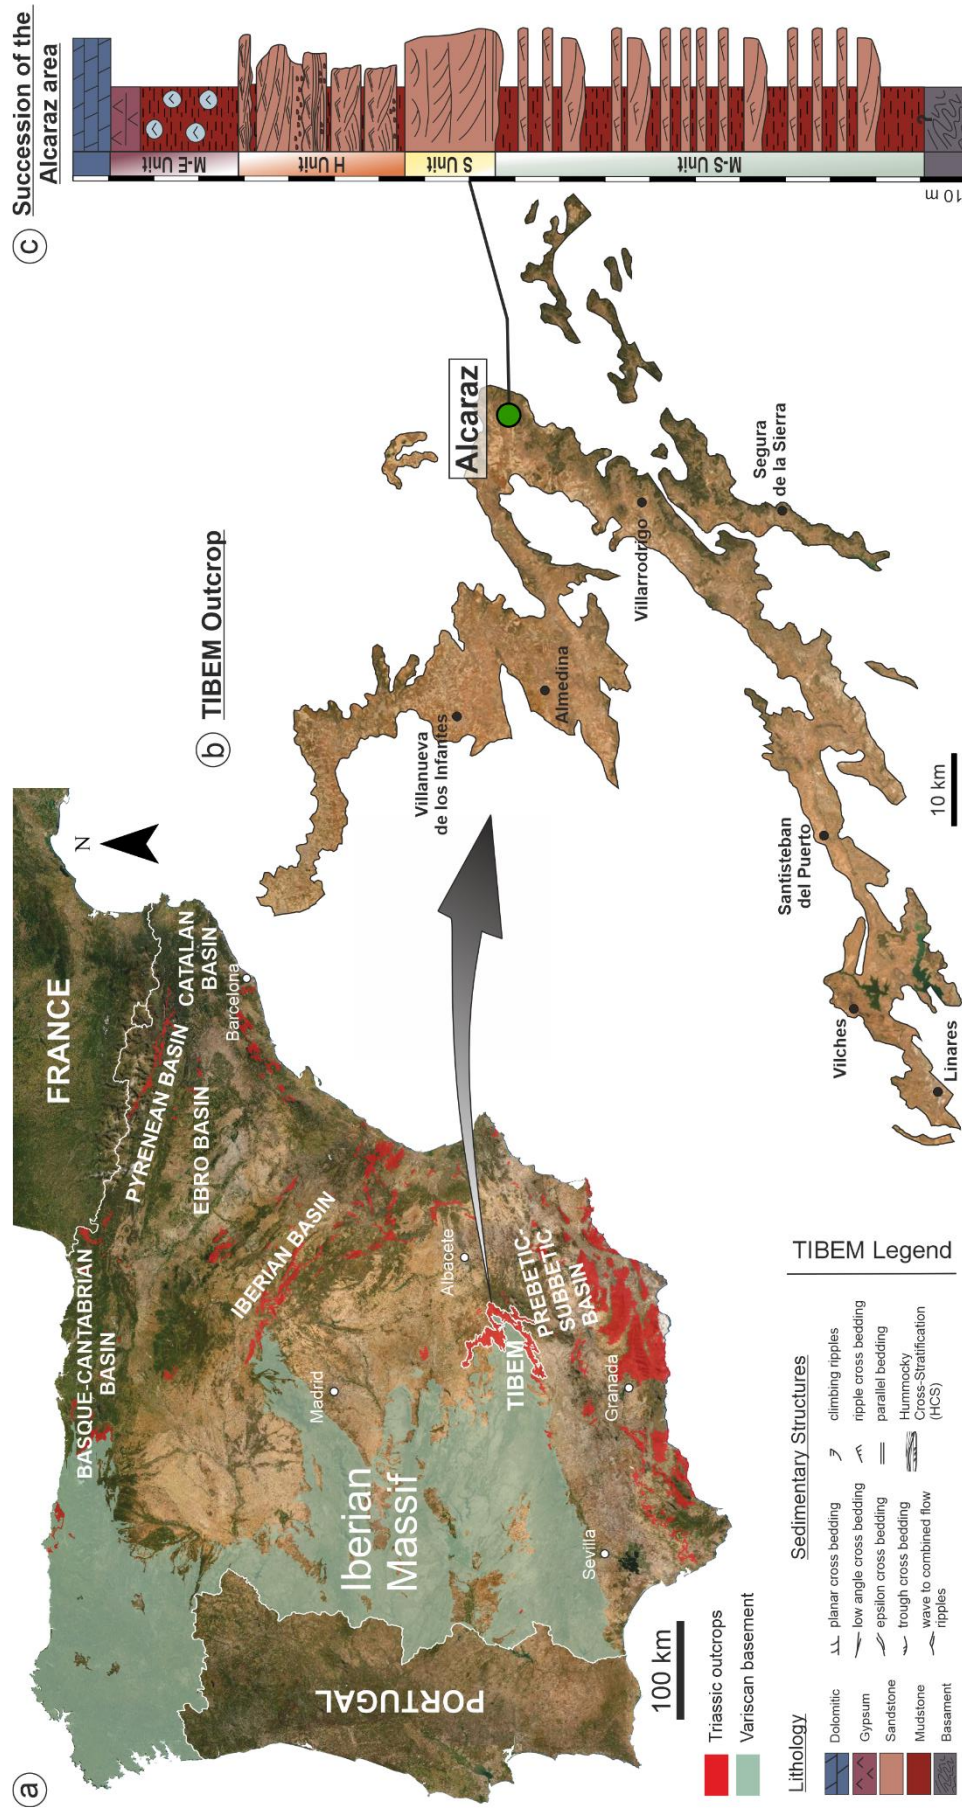 a
FRANCE
BASQUE-CANTABRIAN
BASIN
PYRENEAN BASIN
EBRO BASIN
CATALAN
BASIN
Barcelona
IBERIAN BASIN
Madrid
Iberian
Massif
PORTUGAL
Albacete
TIBEM
PREBETIC-
SUBBETIC
BASIN
Sevilla
Granada
N
100 km
Triassic outcrops
Variscan basement
b
TIBEM Outcrop
Villanueva
de los Infantes
Almedina
Alcaraz
Villarrodrigo
Segura
de la Sierra
Santisteban
del Puerto
Vilches
Linares
10 km
c
Succession of the
Alcaraz area
M-E Unit
H Unit
S Unit
M-S Unit
10 m
TIBEM Legend
Lithology
Dolomitic
Gypsum
Sandstone
Mudstone
Basament
Sedimentary Structures
planar cross bedding
low angle cross bedding
epsilon cross bedding
trough cross bedding
wave to combined flow
ripples
climbing ripples
ripple cross bedding
parallel bedding
Hummocky
Cross-Stratification
(HCS)